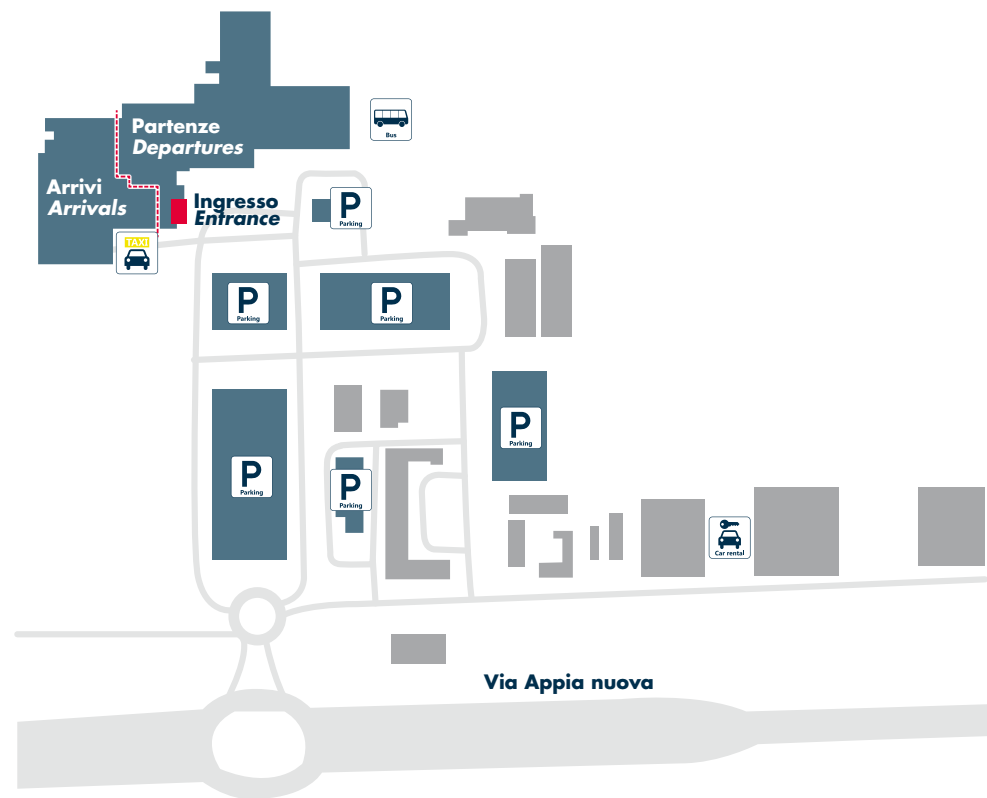 Partenze
Departures
Bus
Arrivi
Arrivals
Ingresso
Entrance
P
Parking
TAXI
P
Parking
P
Parking
P
Parking
P
Parking
P
Parking
Car rental
Via Appia nuova